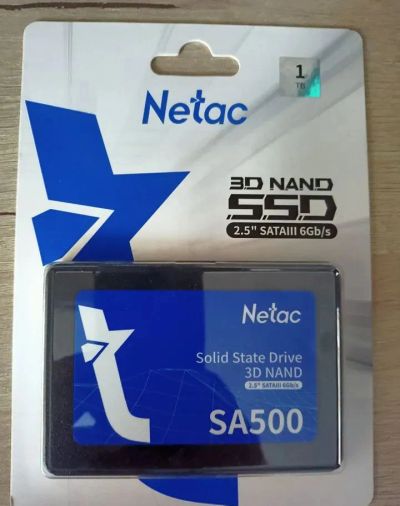 1
TB
Netac
3D NAND
SSD
2.5" SATAIII 6Gb/s
Netac
Solid State Drive
3D NAND
2.5" SATAIII 6Gb/s
SA500